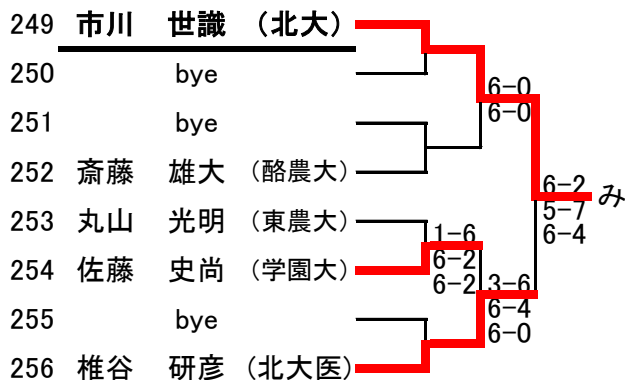 249 市川 世識 (北大)
250 bye
6-0
6-0
251 bye
252 斎藤 雄大 (酪農大)
6-2
5-7
6-4
み
253 丸山 光明 (東農大)
1-6
6-2
6-2
254 佐藤 史尚 (学園大)
3-6
6-4
6-0
255 bye
256 椎谷 研彦 (北大医)